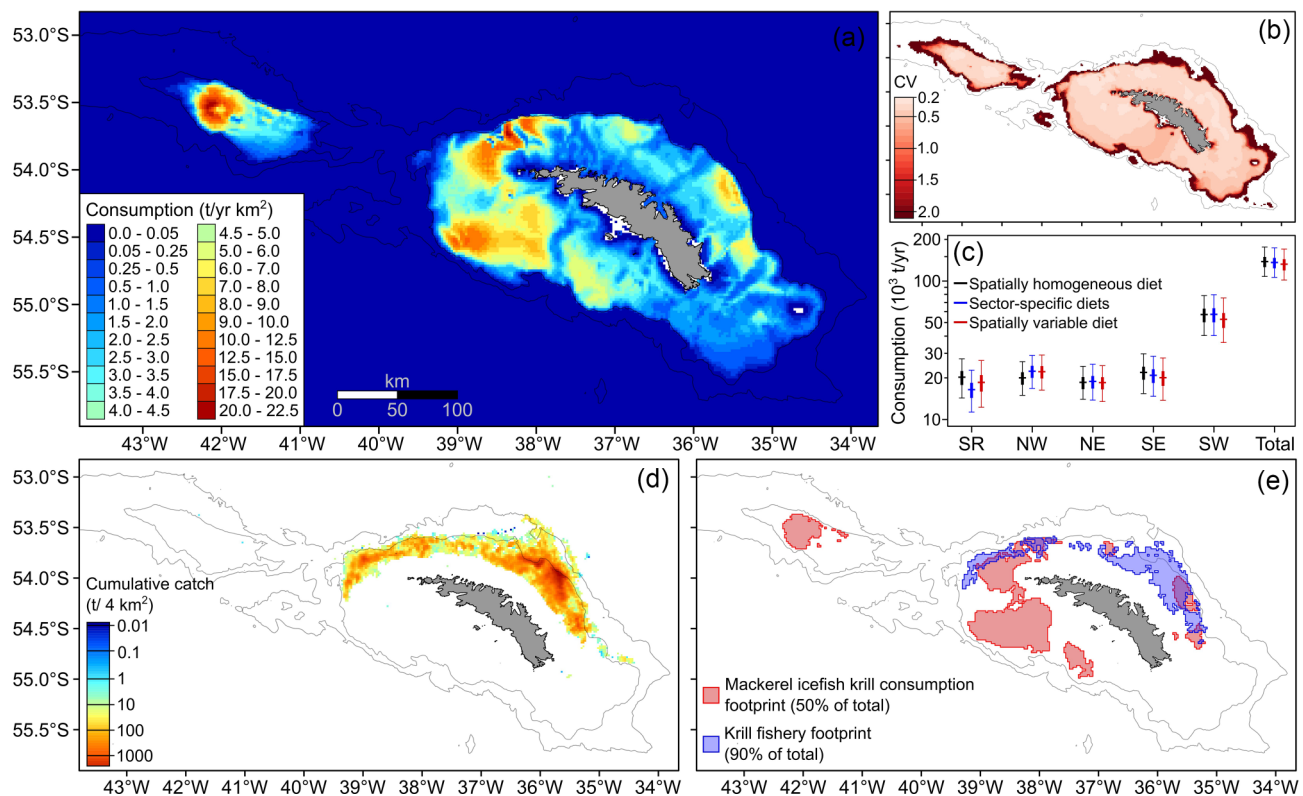 (a)
53.0°S
53.5°S
54.0°S
54.5°S
55.0°S
55.5°S
Consumption (t/yr km²)
0.0 - 0.05
0.05 - 0.25
0.25 - 0.5
0.5 - 1.0
1.0 - 1.5
1.5 - 2.0
2.0 - 2.5
2.5 - 3.0
3.0 - 3.5
3.5 - 4.0
4.0 - 4.5
4.5 - 5.0
5.0 - 6.0
6.0 - 7.0
7.0 - 8.0
8.0 - 9.0
9.0 - 10.0
10.0 - 12.5
12.5 - 15.0
15.0 - 17.5
17.5 - 20.0
20.0 - 22.5
km
0 50 100
43°W 42°W 41°W 40°W 39°W 38°W 37°W 36°W 35°W 34°W
(b)
CV
0.2
0.5
1.0
1.5
2.0
(c)
Consumption (10³ t/yr)
200
100
50
30
20
10
Spatially homogeneous diet
Sector-specific diets
Spatially variable diet
SR NW NE SE SW Total
(d)
53.0°S
53.5°S
54.0°S
54.5°S
55.0°S
55.5°S
Cumulative catch
(t/ 4 km²)
0.01
0.1
1
10
100
1000
43°W 42°W 41°W 40°W 39°W 38°W 37°W 36°W 35°W 34°W
(e)
Mackerel icefish krill consumption
footprint (50% of total)
Krill fishery footprint
(90% of total)
43°W 42°W 41°W 40°W 39°W 38°W 37°W 36°W 35°W 34°W